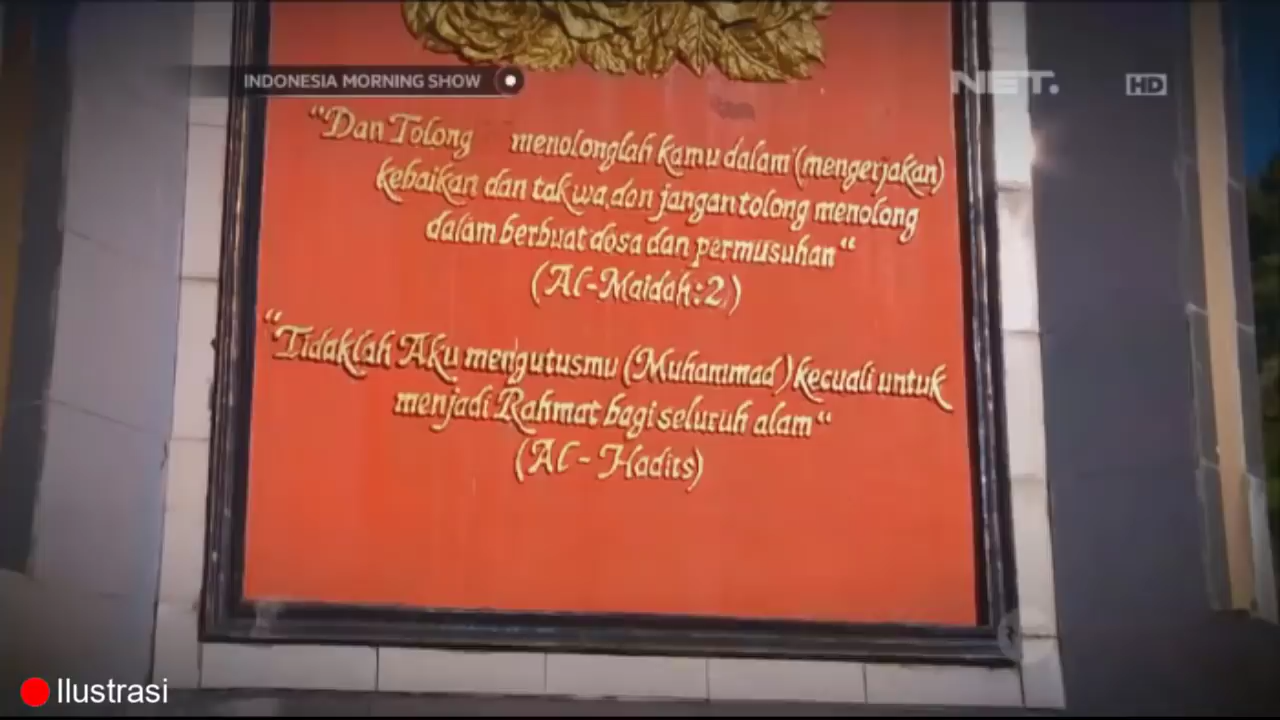 INDONESIA MORNING SHOW
NET.
HD
“Dan Tolong menolonglah kamu dalam (mengerjakan)
kebaikan dan takwa, don jangan tolong menolong
dalam berbuat dosa dan permusuhan“
(Al-Maidah:2)
“Tidaklah Aku mengutusmu (Muhammad) kecuali untuk
menjadi Rahmat bagi seluruh alam“
(Al - Hadits)
Ilustrasi